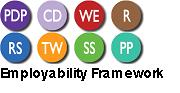 PDP CD WE R
RS TW SS PP
Employability Framework